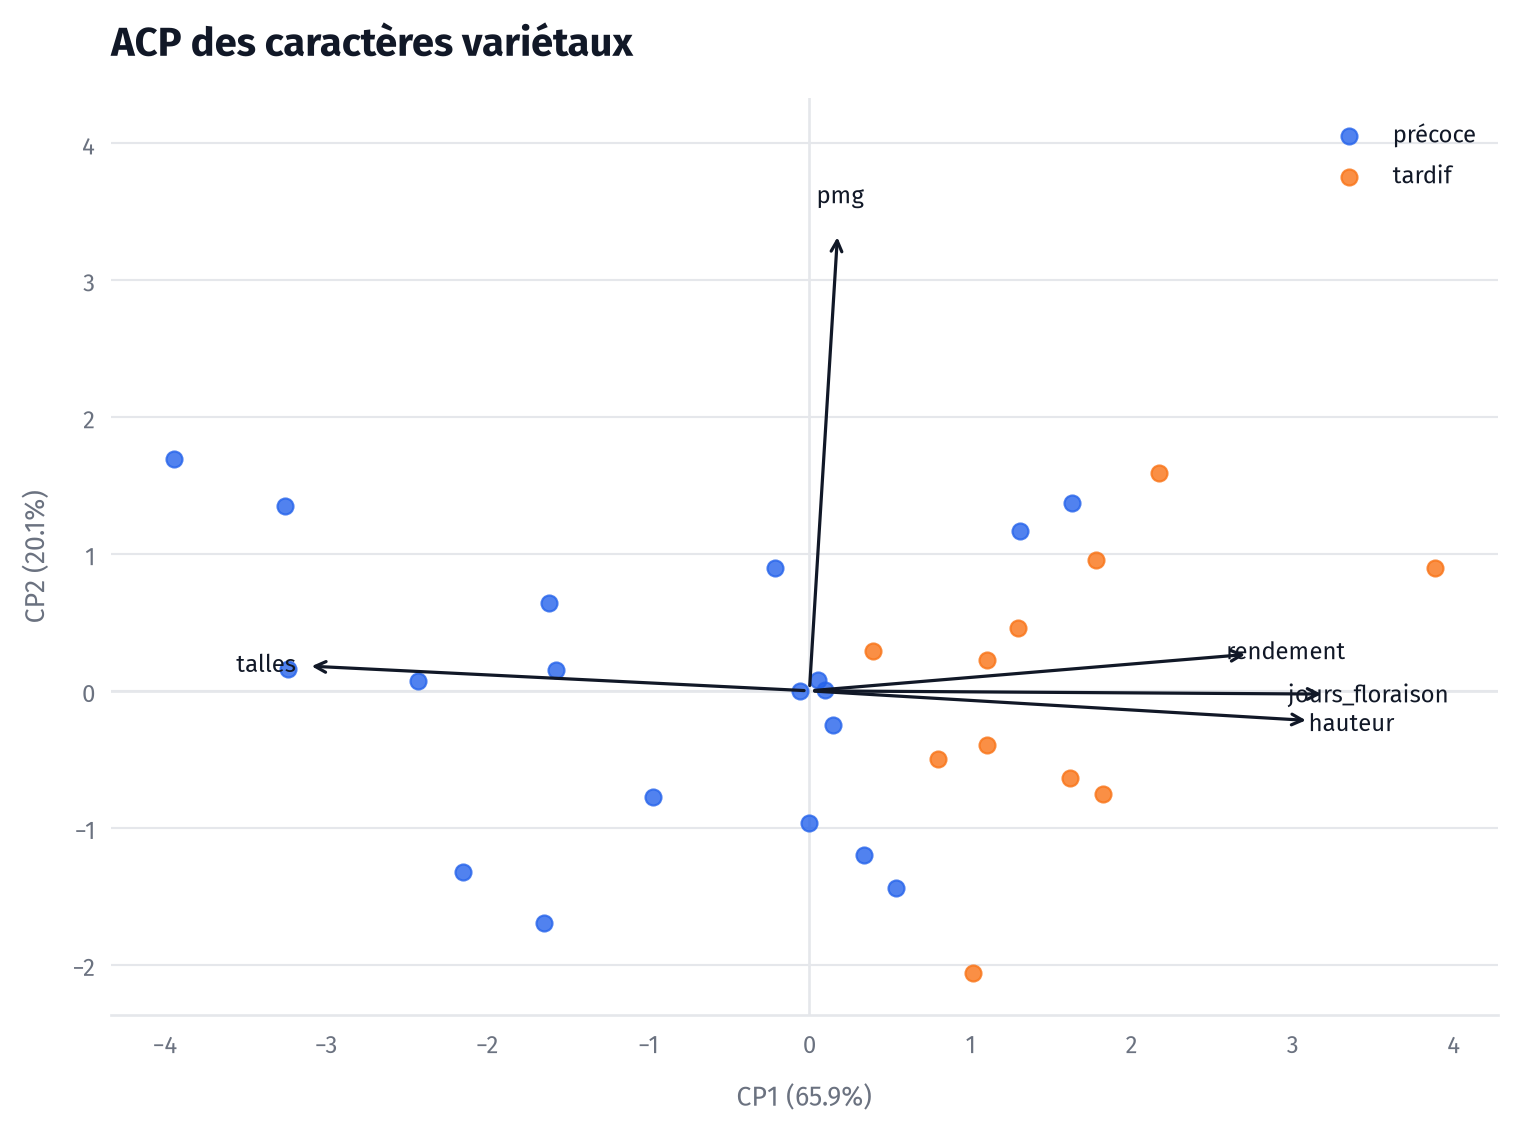 ACP des caractères variétaux
précoce
tardif
4
3
2
1
0
−1
−2
CP2 (20.1%)
pmg
talles
rendement
jours_floraison
hauteur
−4
−3
−2
−1
0
1
2
3
4
CP1 (65.9%)